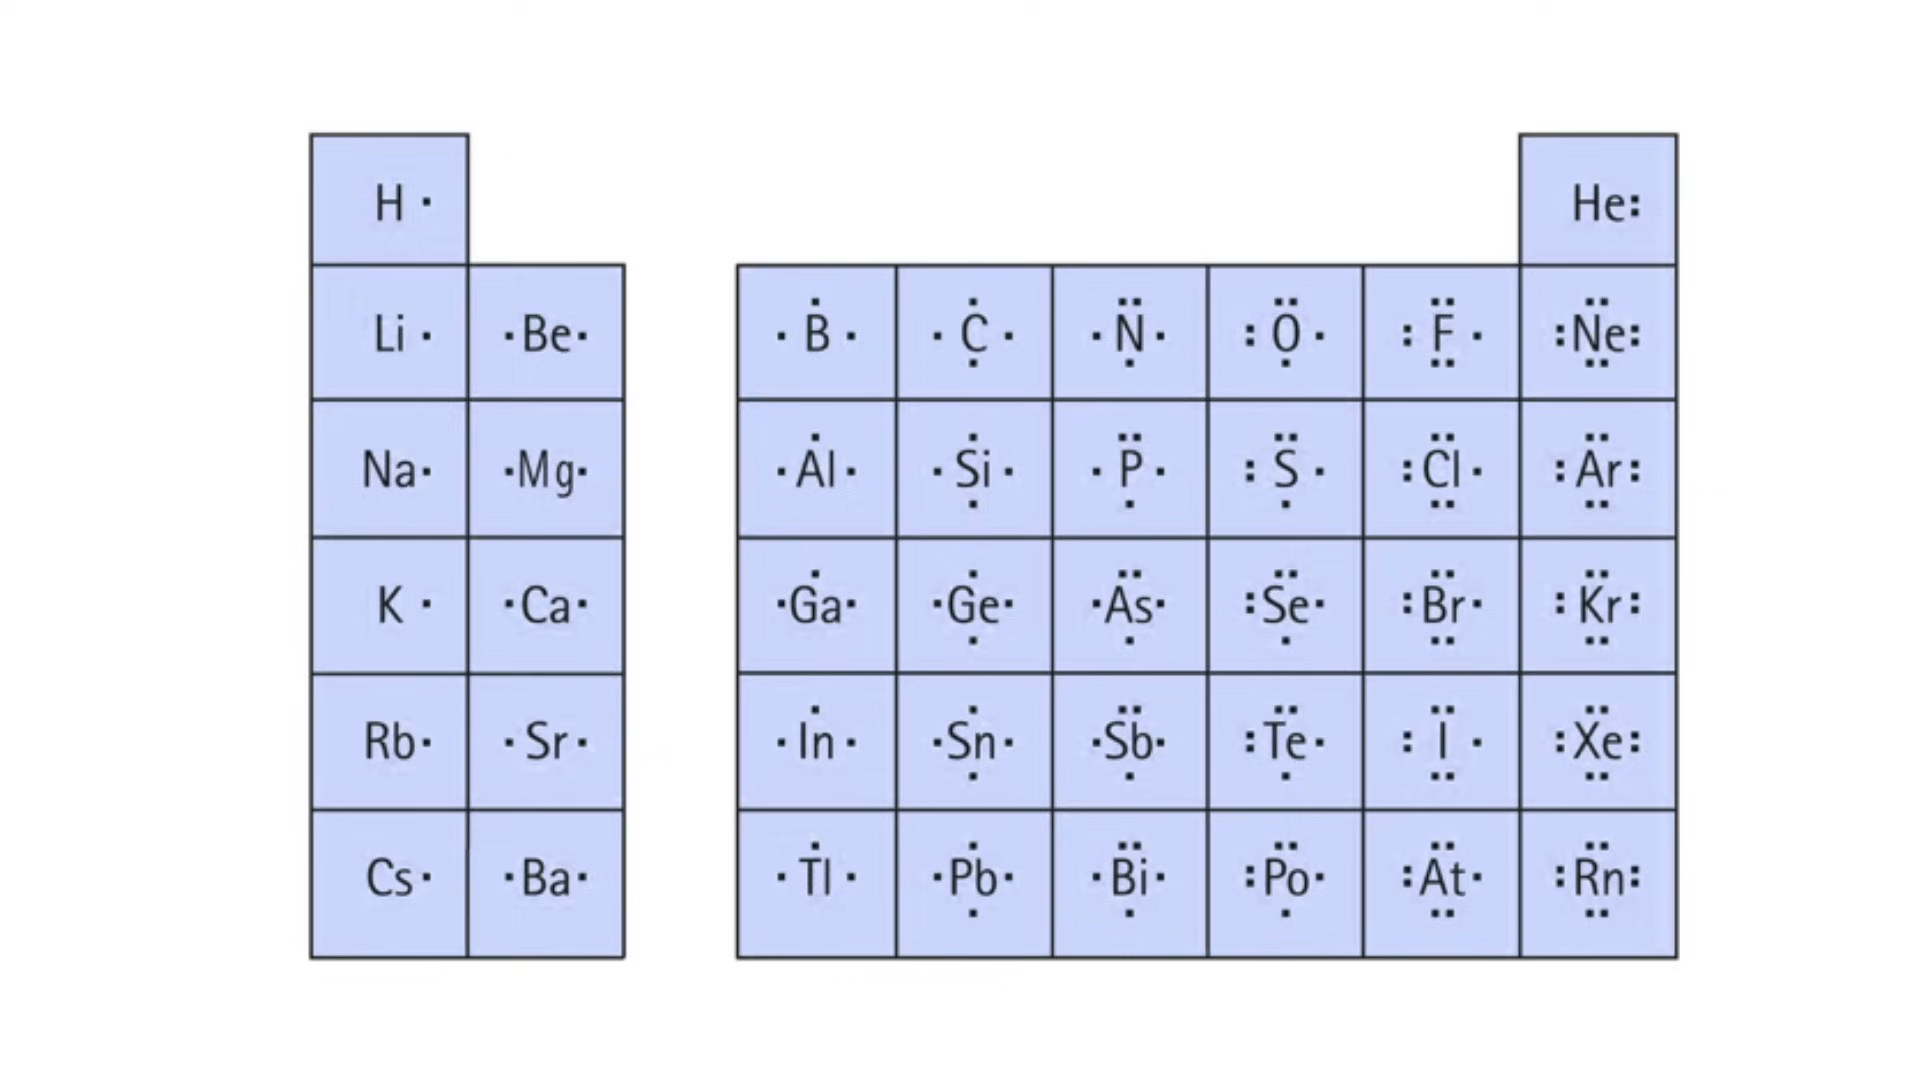 H · He:
Li · ·Be· · B · · C · · N · : O · : F · :Ne:
Na· ·Mg· · Al · · Si · · P · : S · :Cl · :Ar:
K · ·Ca· ·Ga· ·Ge· ·As· :Se· :Br· :Kr:
Rb· · Sr · · In · ·Sn· ·Sb· :Te· : I · :Xe:
Cs· ·Ba· · Tl · ·Pb· ·Bi· :Po· :At· :Rn: